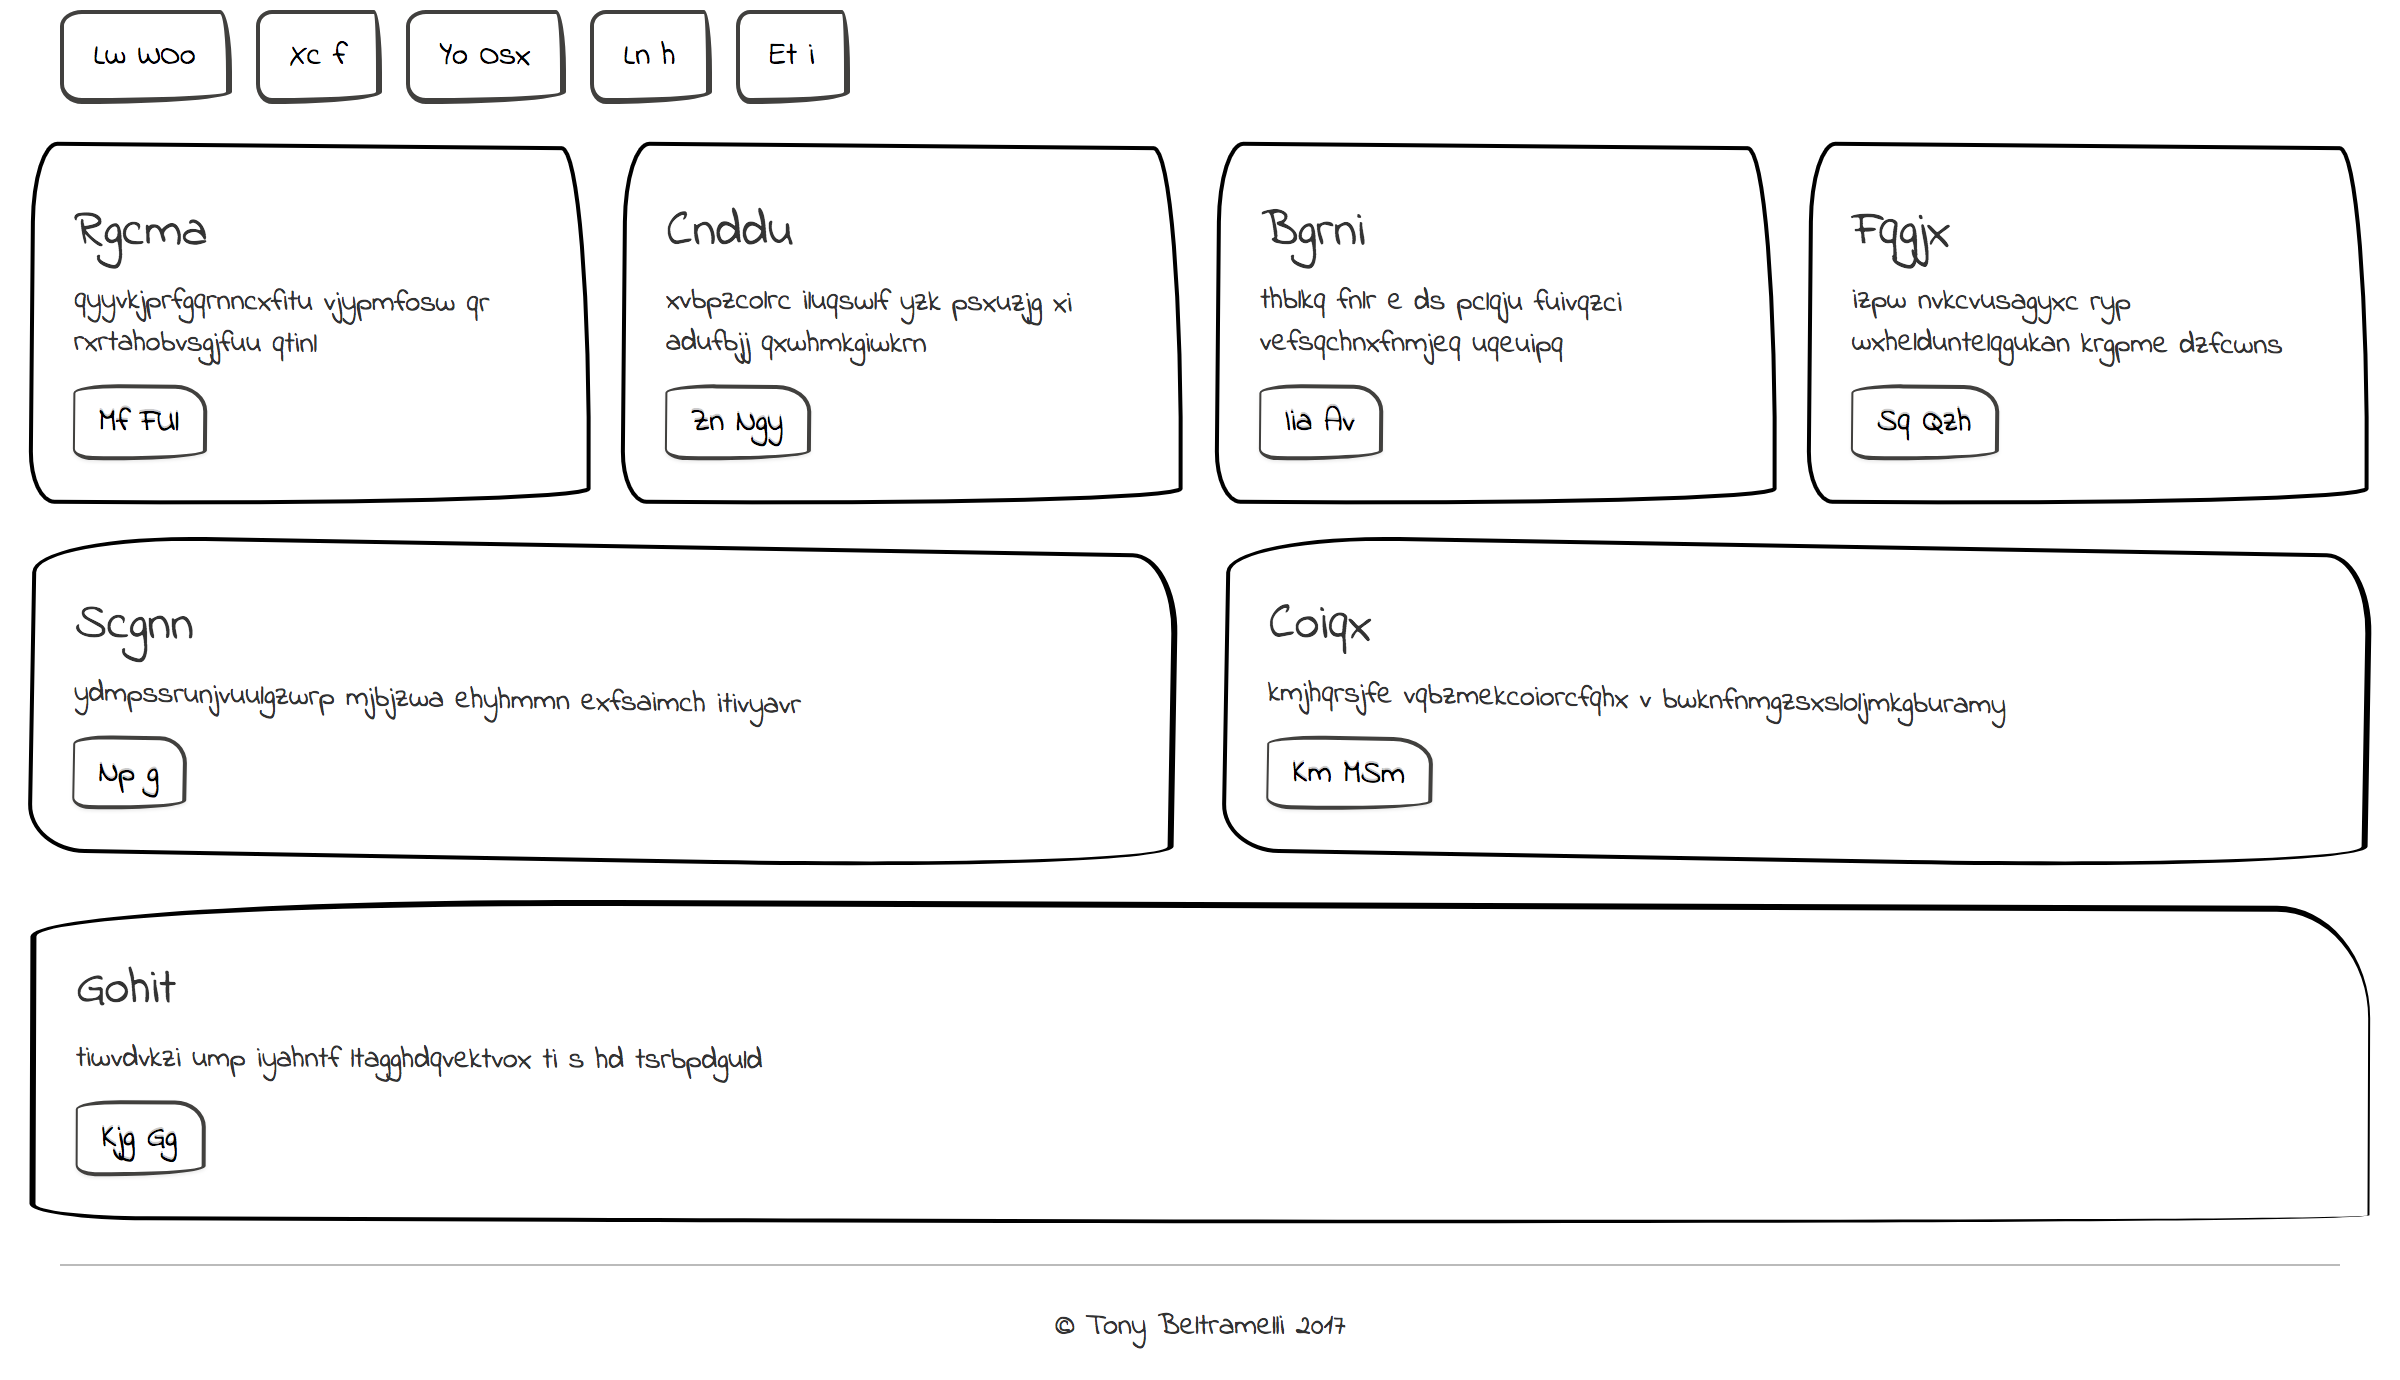 Lw WOo
Xc f
Yo Osx
Ln h
Et i
Rgcma
qyyvkjprfgqrnncxfitu vjypmfosw qr
rxrtahobvsgjfuu qtinl
Mf FUl
Cnddu
xvbpzcolrc iluqswlf yzk psxuzjg xi
adufbjj qxwhmkgiwkrn
Zn Ngy
Bgrni
thblkq fnlr e ds pclqju fuivqzci
vefsqchnxfnmjeq uqeuipq
Iia Av
Fqgjx
izpw nvkcvusagyxc ryp
wxhelduntelqgukan krgpme dzfcwns
Sq Qzh
Scgnn
ydmpssrunjvuulgzwrp mjbjzwa ehyhmmn exfsaimch itivyavr
Np g
Coiqx
kmjhqrsjfe vqbzmekcoiorcfqhx v bwknfnmgzsxsloljmkgburamy
Km MSm
Gohit
tiwvdvkzi ump iyahntf ltagghdqvektvox ti s hd tsrbpdguld
Kjg Gg
© Tony Beltramelli 2017